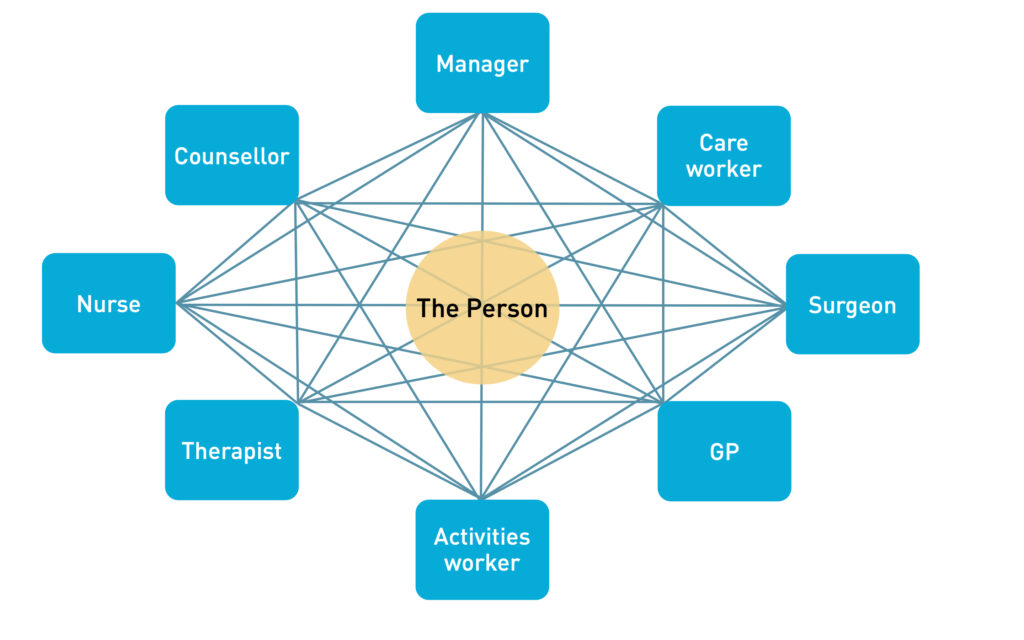 Manager
Counsellor
Care
worker
Nurse
The Person
Surgeon
Therapist
GP
Activities
worker